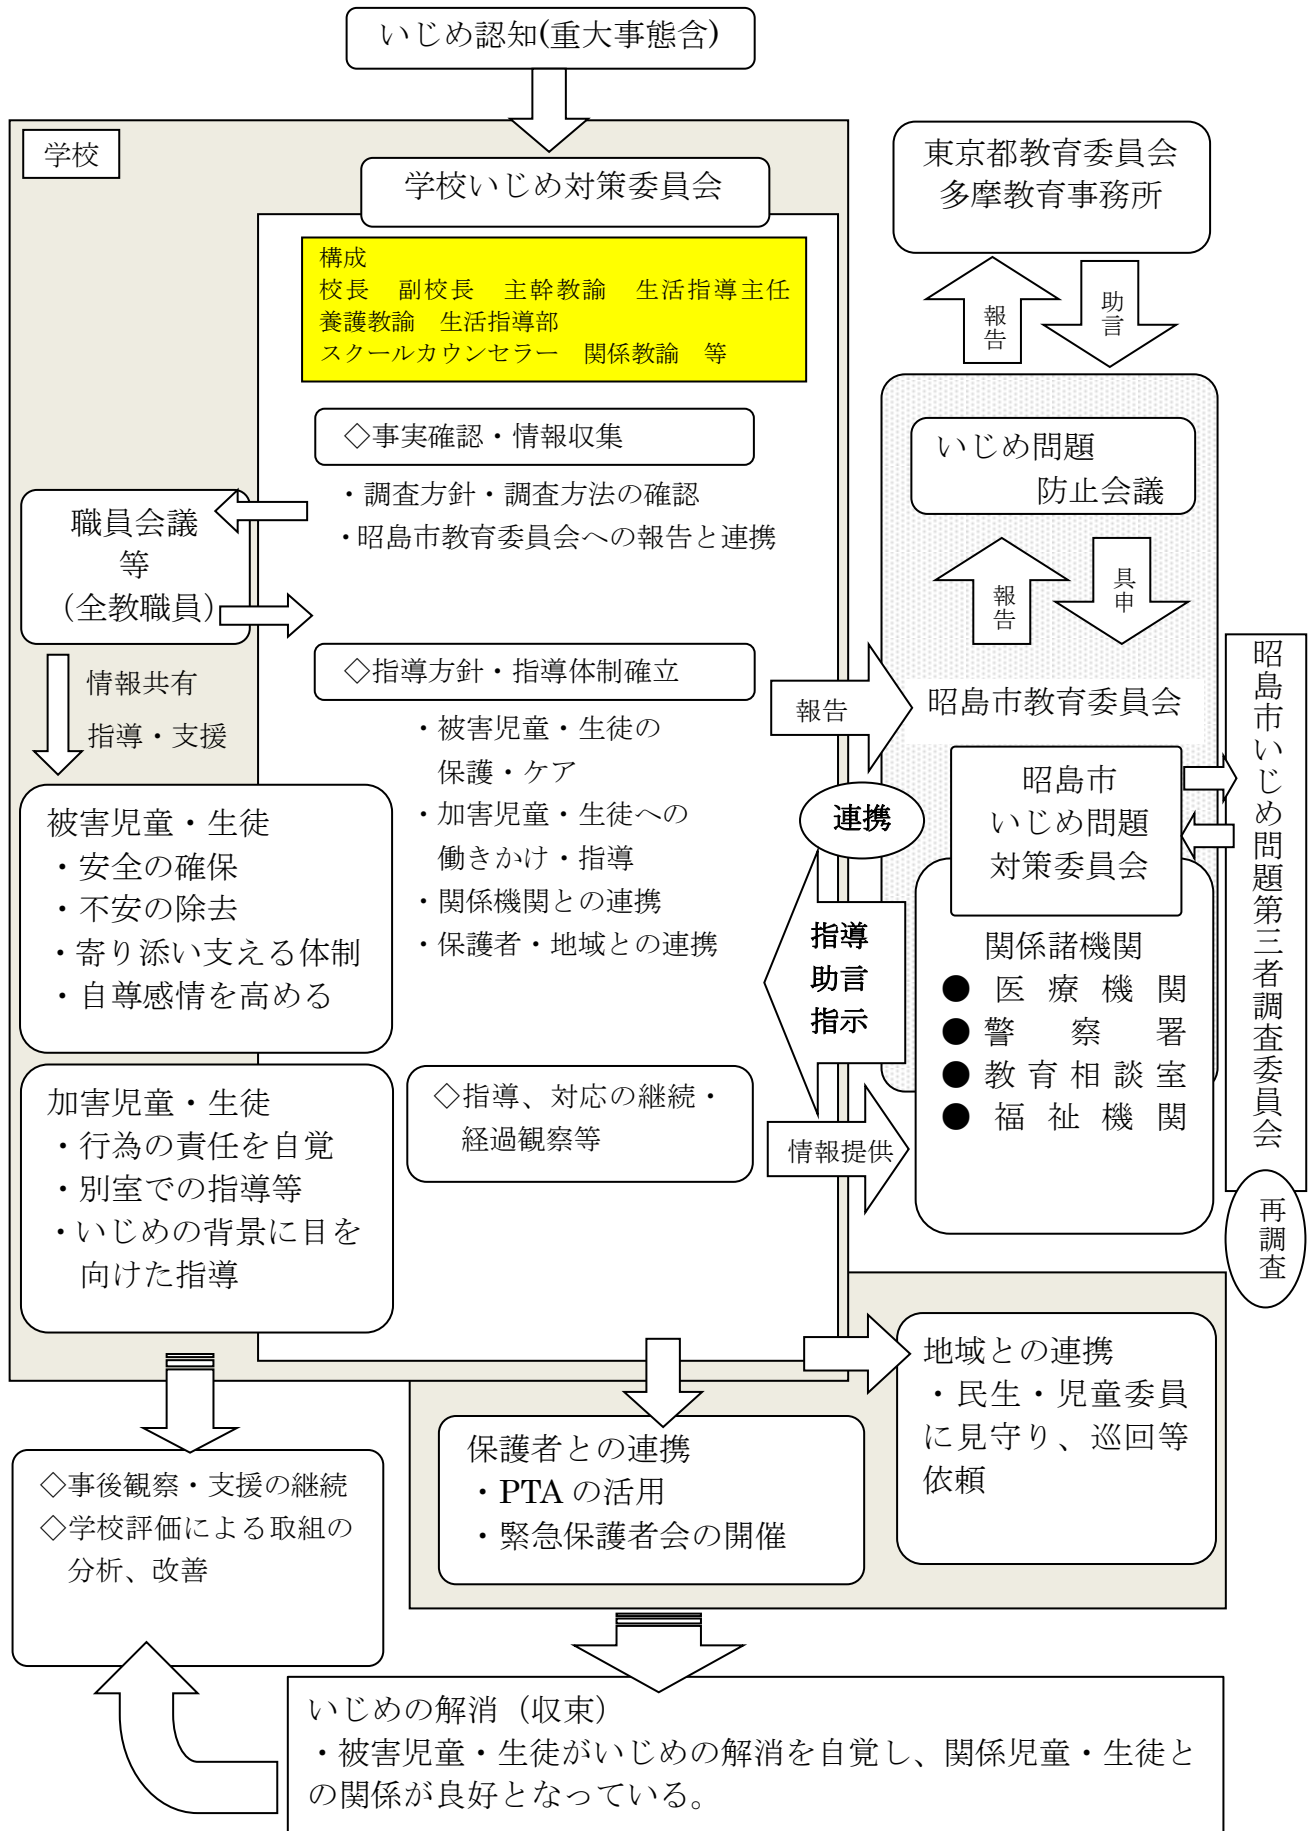 いじめ認知(重大事態含)
学校
学校いじめ対策委員会
構成
校長　副校長　主幹教諭　生活指導主任
養護教諭　生活指導部
スクールカウンセラー　関係教諭　等
◇事実確認・情報収集
・調査方針・調査方法の確認
・昭島市教育委員会への報告と連携
職員会議
等
（全教職員）
情報共有
指導・支援
◇指導方針・指導体制確立
・被害児童・生徒の
保護・ケア
・加害児童・生徒への
働きかけ・指導
・関係機関との連携
・保護者・地域との連携
◇指導、対応の継続・
経過観察等
被害児童・生徒
・安全の確保
・不安の除去
・寄り添い支える体制
・自尊感情を高める
加害児童・生徒
・行為の責任を自覚
・別室での指導等
・いじめの背景に目を
向けた指導
東京都教育委員会
多摩教育事務所
報告
助言
いじめ問題
防止会議
報告
具申
報告
昭島市教育委員会
連携
指導
助言
指示
情報提供
昭島市
いじめ問題
対策委員会
関係諸機関
●医療機関
●警察署
●教育相談室
●福祉機関
昭島市いじめ問題第三者調査委員会
再調査
地域との連携
・民生・児童委員
に見守り、巡回等
依頼
保護者との連携
・PTAの活用
・緊急保護者会の開催
◇事後観察・支援の継続
◇学校評価による取組の
分析、改善
いじめの解消（収束）
・被害児童・生徒がいじめの解消を自覚し、関係児童・生徒と
の関係が良好となっている。